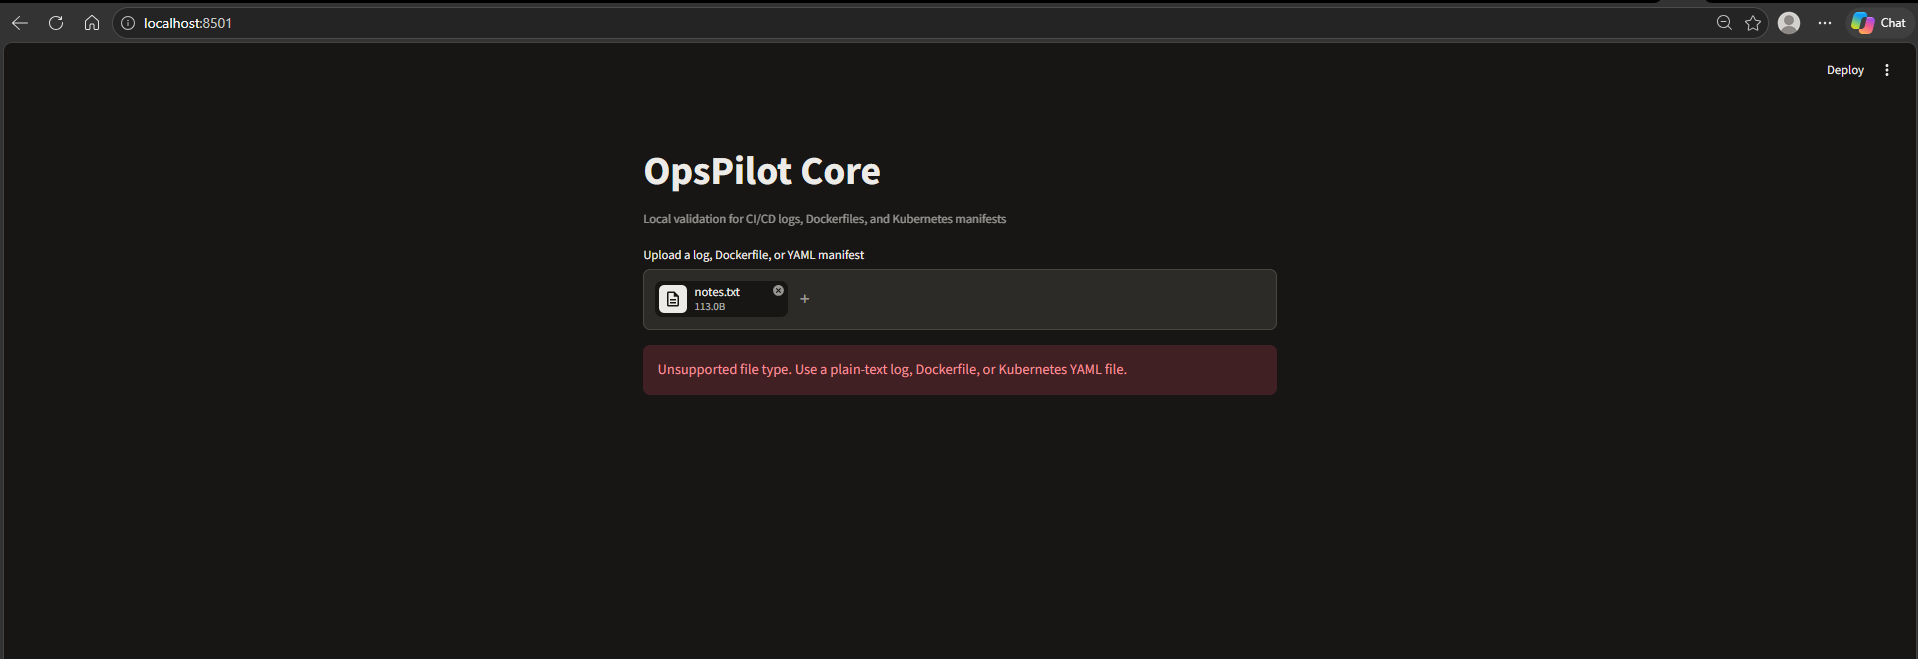 localhost:8501
Chat
Deploy
OpsPilot Core
Local validation for CI/CD logs, Dockerfiles, and Kubernetes manifests
Upload a log, Dockerfile, or YAML manifest
notes.txt
113.0B
Unsupported file type. Use a plain-text log, Dockerfile, or Kubernetes YAML file.